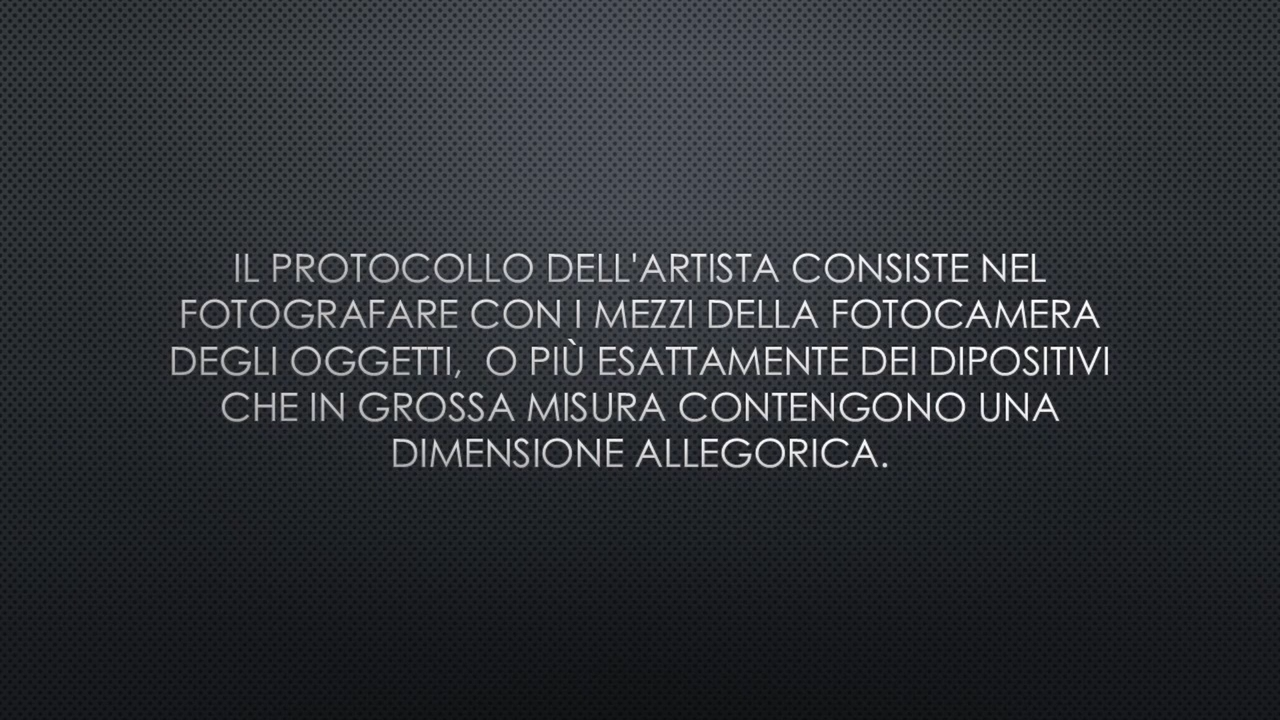 IL PROTOCOLLO DELL'ARTISTA CONSISTE NEL
FOTOGRAFARE CON I MEZZI DELLA FOTOCAMERA
DEGLI OGGETTI,  O PIÙ ESATTAMENTE DEI DIPOSITIVI
CHE IN GROSSA MISURA CONTENGONO UNA
DIMENSIONE ALLEGORICA.